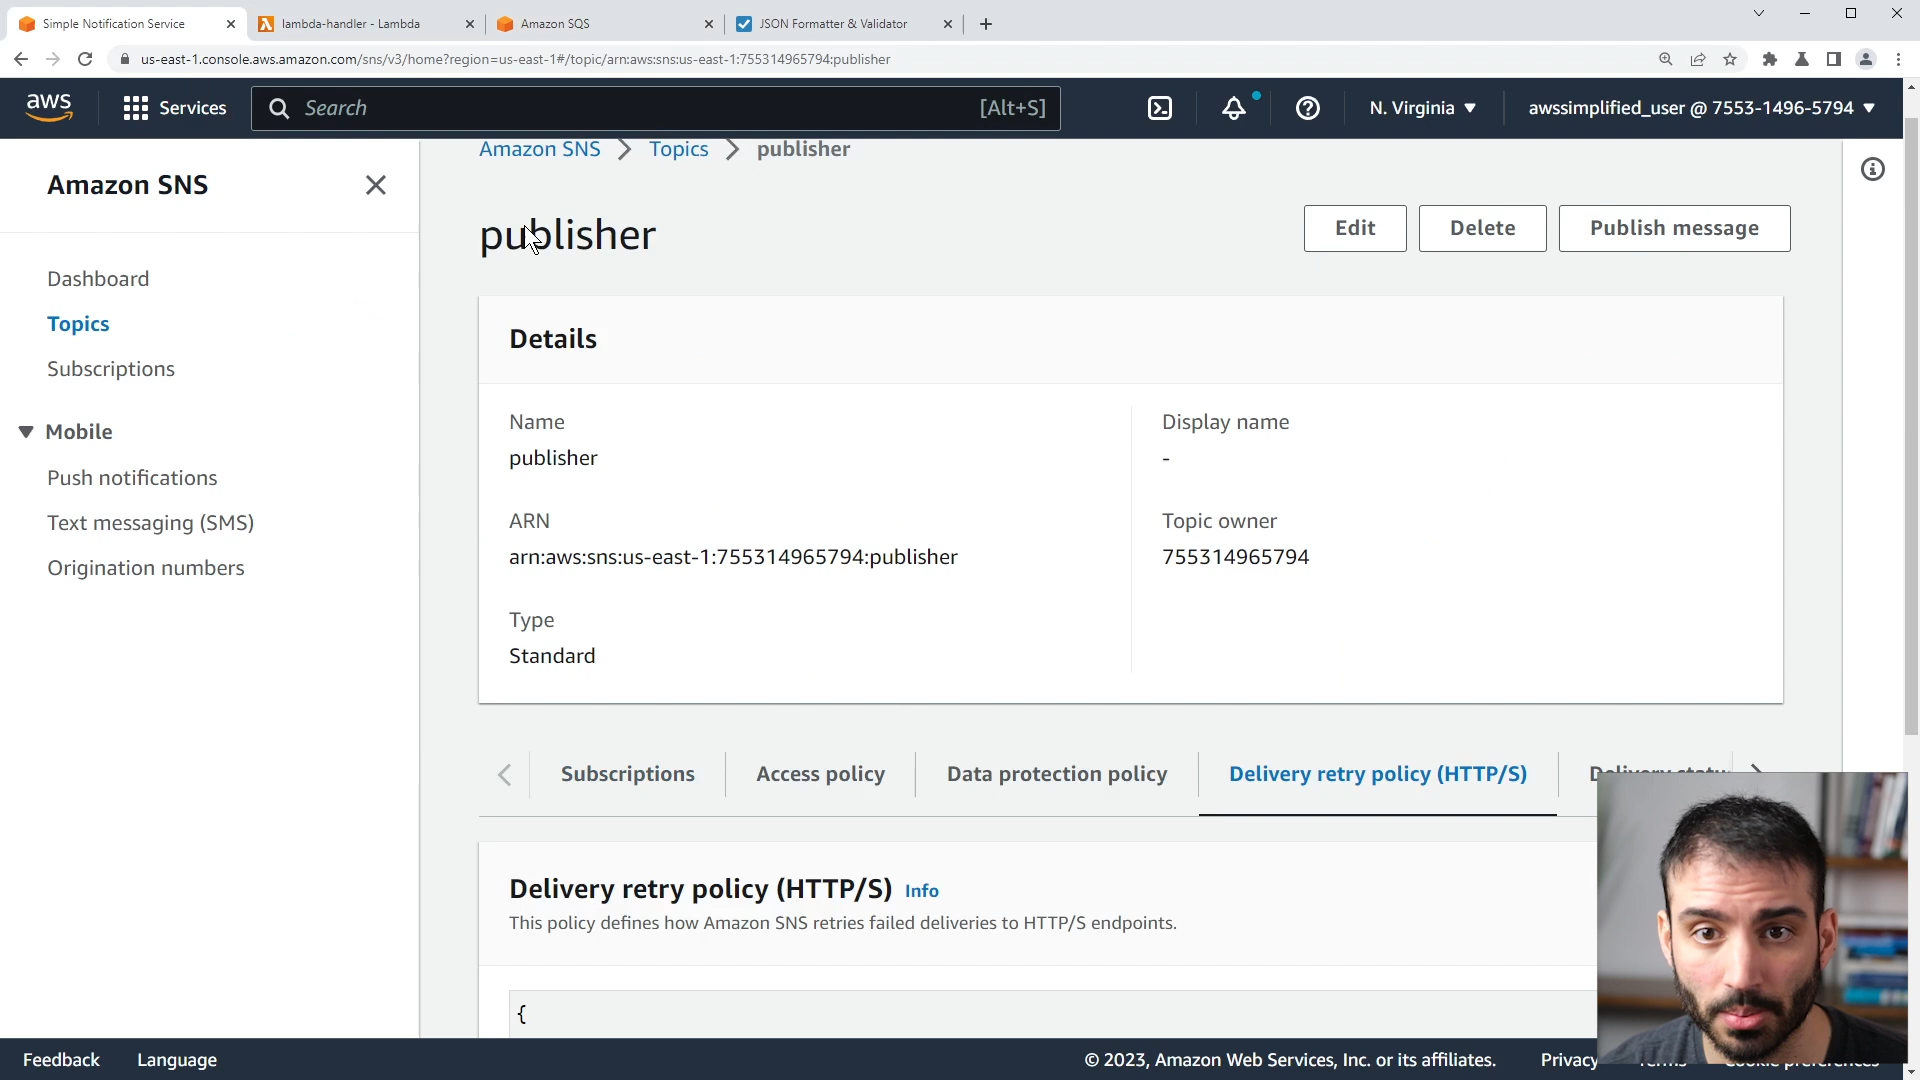 Simple Notification Service
lambda-handler - Lambda
Amazon SQS
JSON Formatter & Validator
us-east-1.console.aws.amazon.com/sns/v3/home?region=us-east-1#/topic/arn:aws:sns:us-east-1:755314965794:publisher
aws
Services
Search
[Alt+S]
N. Virginia
awssimplified_user @ 7553-1496-5794
Amazon SNS
Dashboard
Topics
Subscriptions
Mobile
Push notifications
Text messaging (SMS)
Origination numbers
Amazon SNS > Topics > publisher
publisher
Edit
Delete
Publish message
Details
Name
publisher
ARN
arn:aws:sns:us-east-1:755314965794:publisher
Type
Standard
Display name
-
Topic owner
755314965794
Subscriptions
Access policy
Data protection policy
Delivery retry policy (HTTP/S)
Delivery retry policy (HTTP/S) Info
This policy defines how Amazon SNS retries failed deliveries to HTTP/S endpoints.
{
Feedback
Language
© 2023, Amazon Web Services, Inc. or its affiliates.
Privacy
Cookie preferences